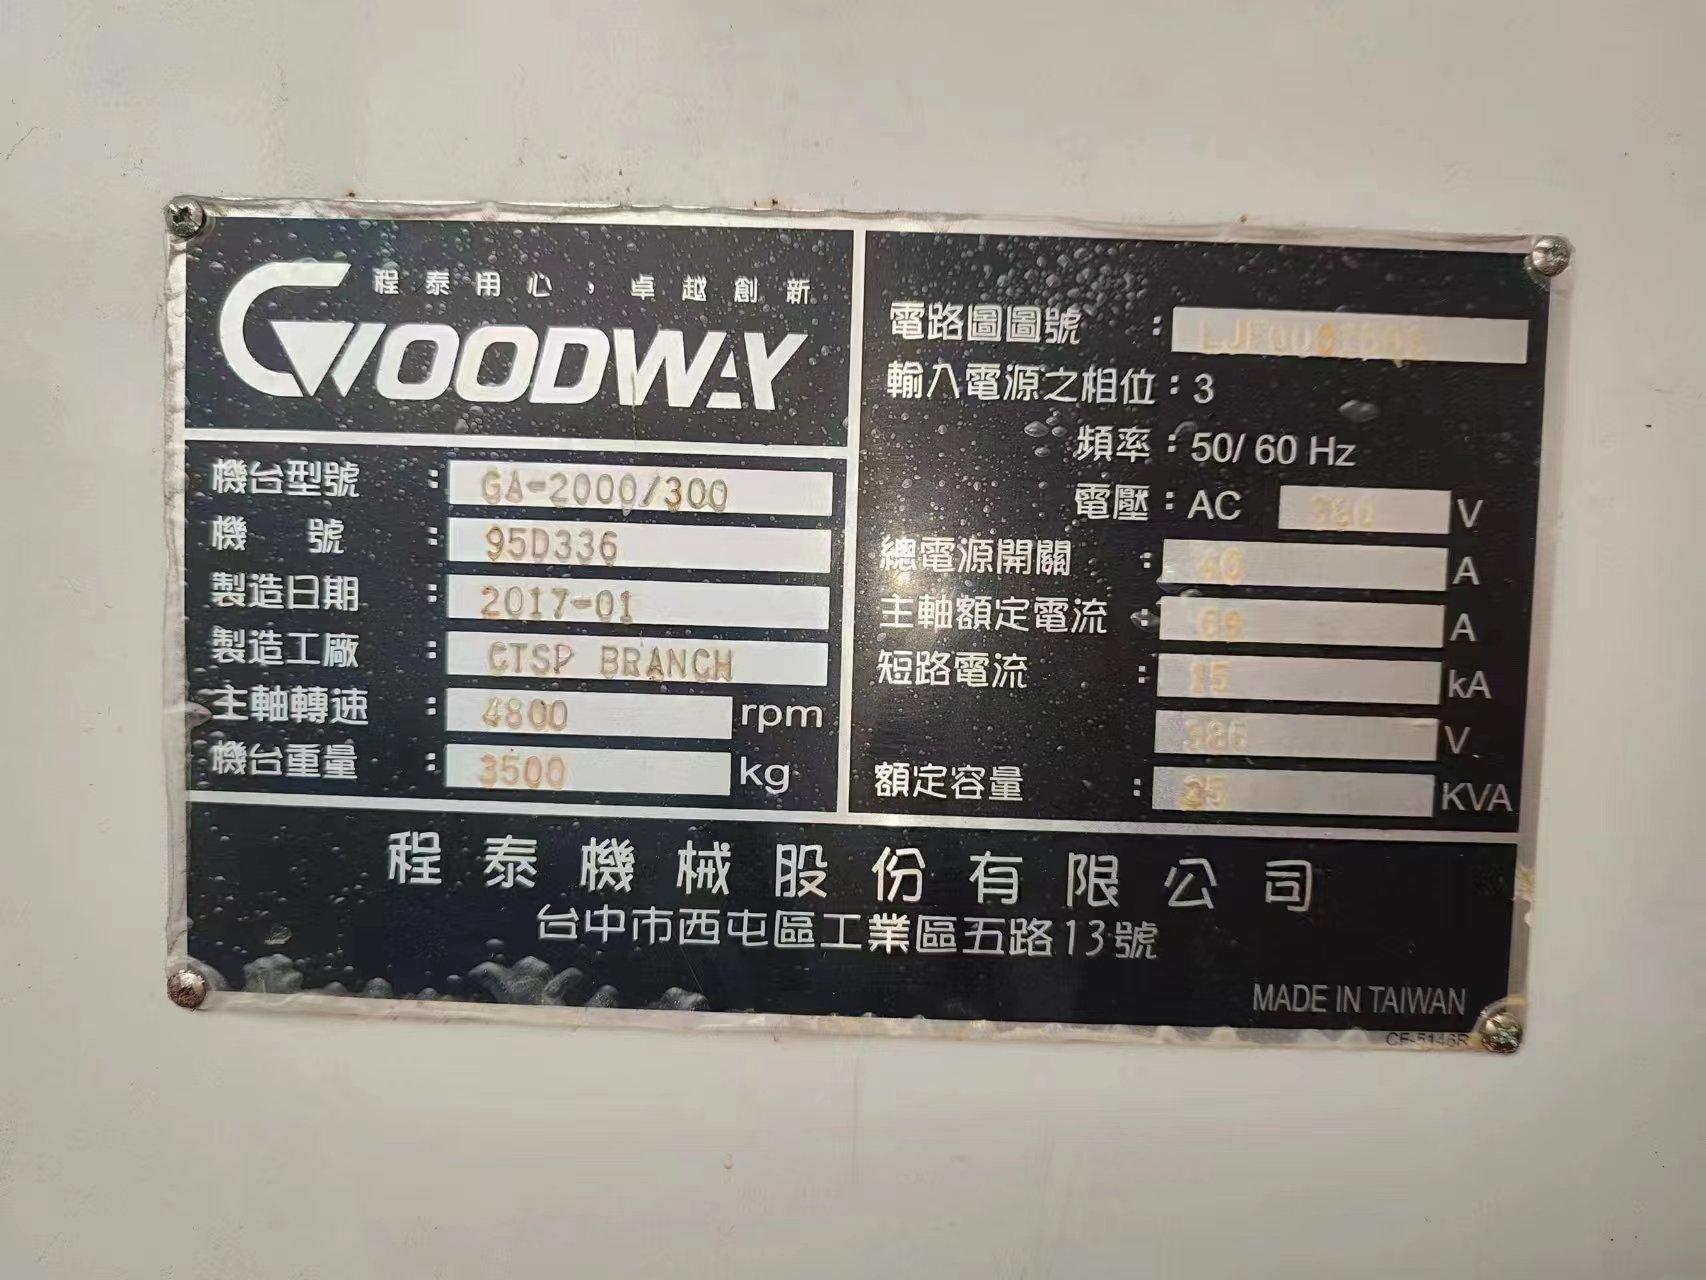 程泰用心，卓越創新
GOODWAY
機台型號：GA-2000/300
機 號：95D336
製造日期：2017-01
製造工廠：CTSP BRANCH
主軸轉速：4800 rpm
機台重量：3500 kg
電路圖圖號：
輸入電源之相位：3
頻率：50/60 Hz
電壓：AC 380 V
總電源開關：40 A
主軸額定電流： A
短路電流：15 kA
V
額定容量：25 KVA
程泰機械股份有限公司
台中市西屯區工業區五路13號
MADE IN TAIWAN
CF-5146R